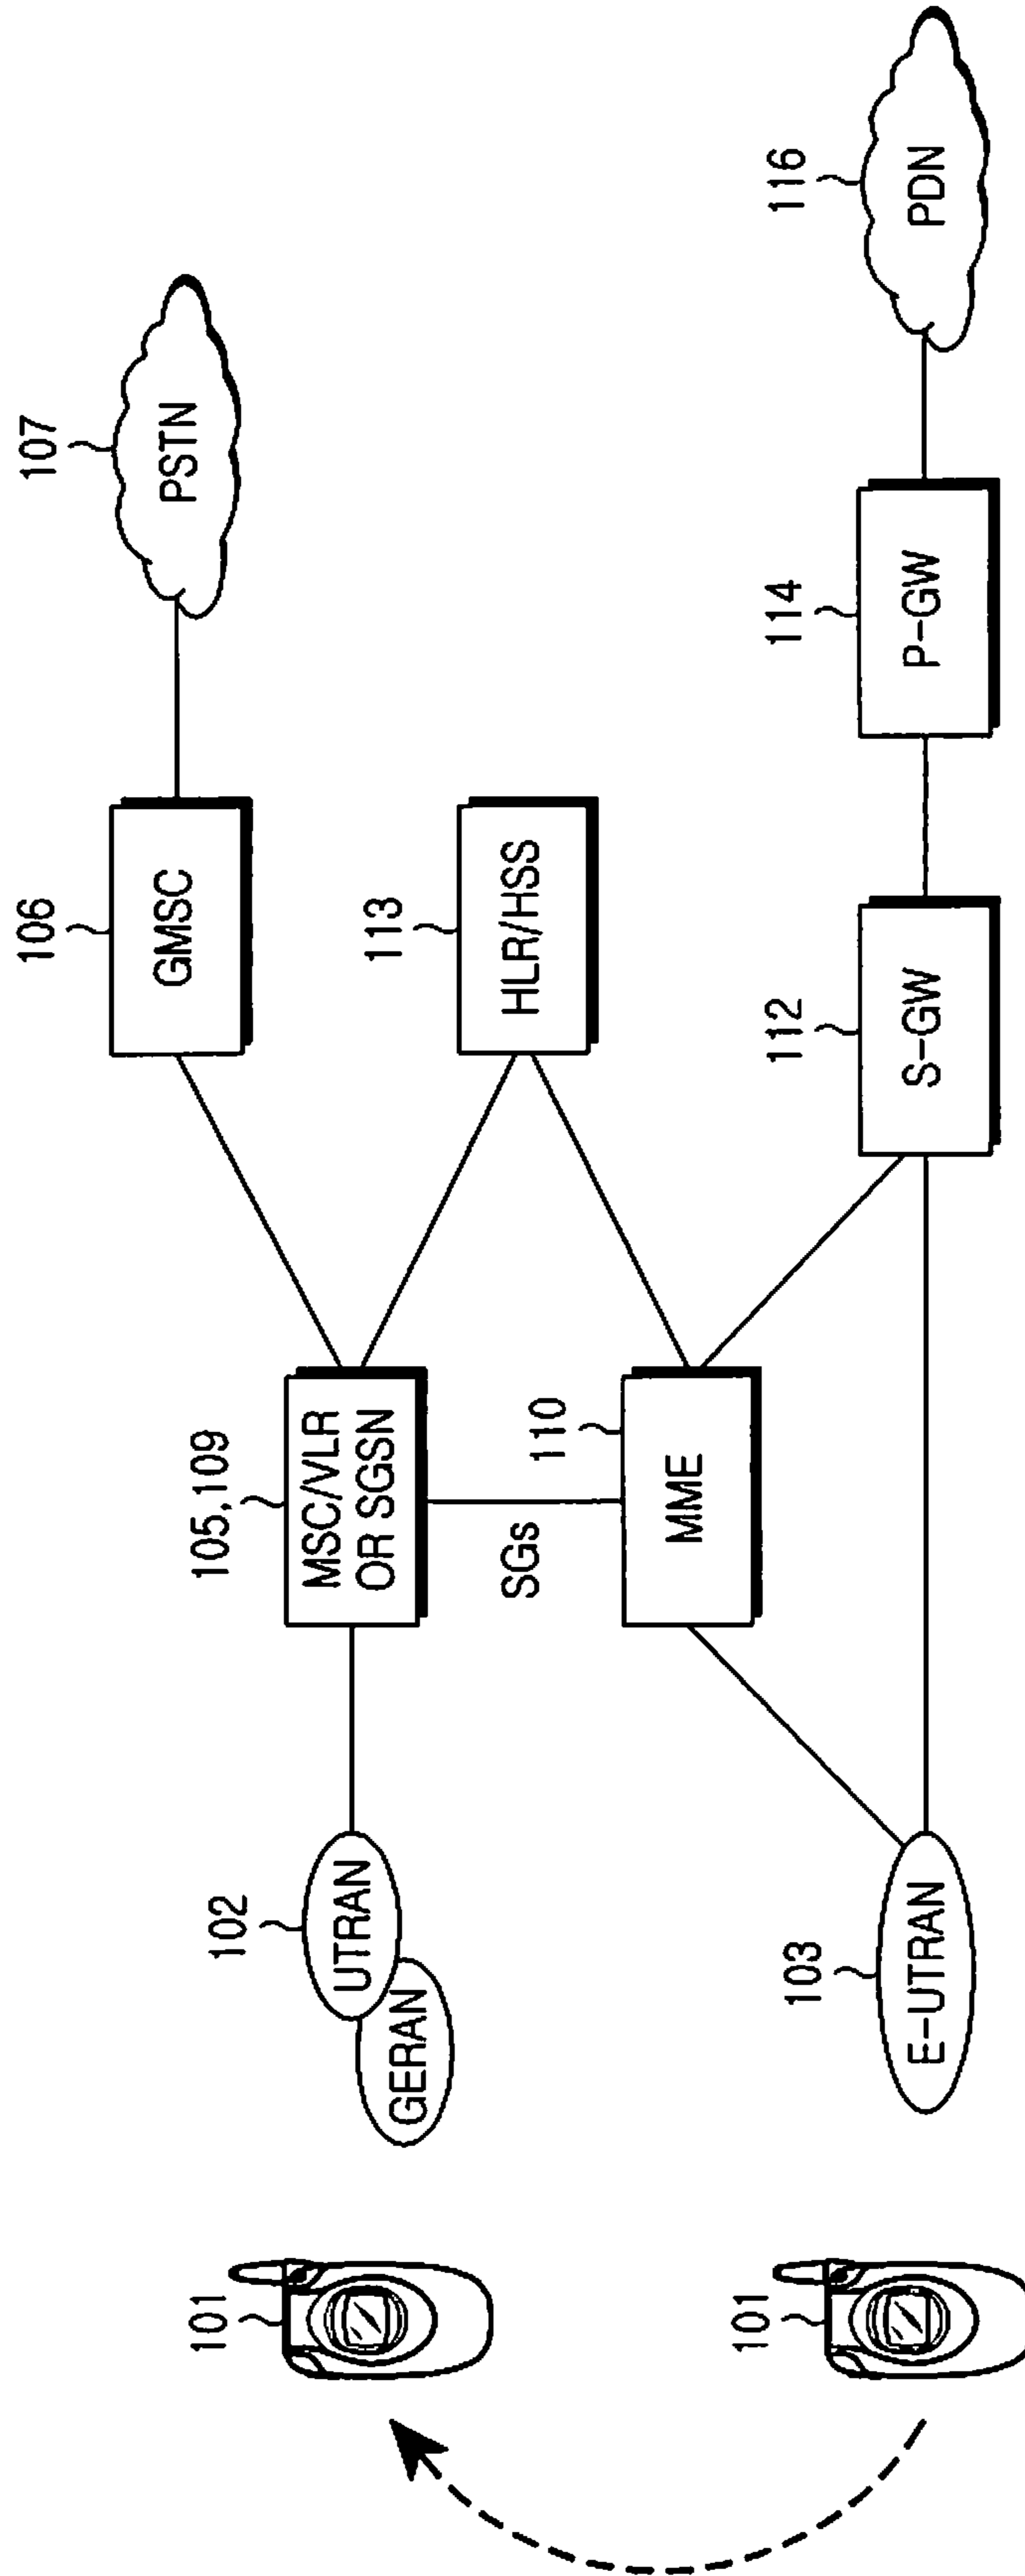 101
102
UTRAN
GERAN
105,109
MSC/VLR
OR SGSN
106
GMSC
107
PSTN
SGs
113
HLR/HSS
110
MME
101
103
E-UTRAN
112
S-GW
114
P-GW
116
PDN